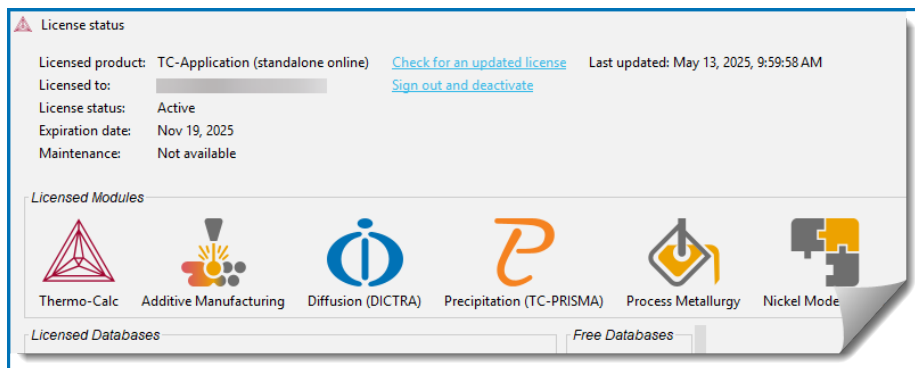 License status
Licensed product: TC-Application (standalone online) Check for an updated license Last updated: May 13, 2025, 9:59:58 AM
Licensed to: Sign out and deactivate
License status: Active
Expiration date: Nov 19, 2025
Maintenance: Not available
Licensed Modules
Thermo-Calc Additive Manufacturing Diffusion (DICTRA) Precipitation (TC-PRISMA) Process Metallurgy Nickel
Licensed Databases Free Databases